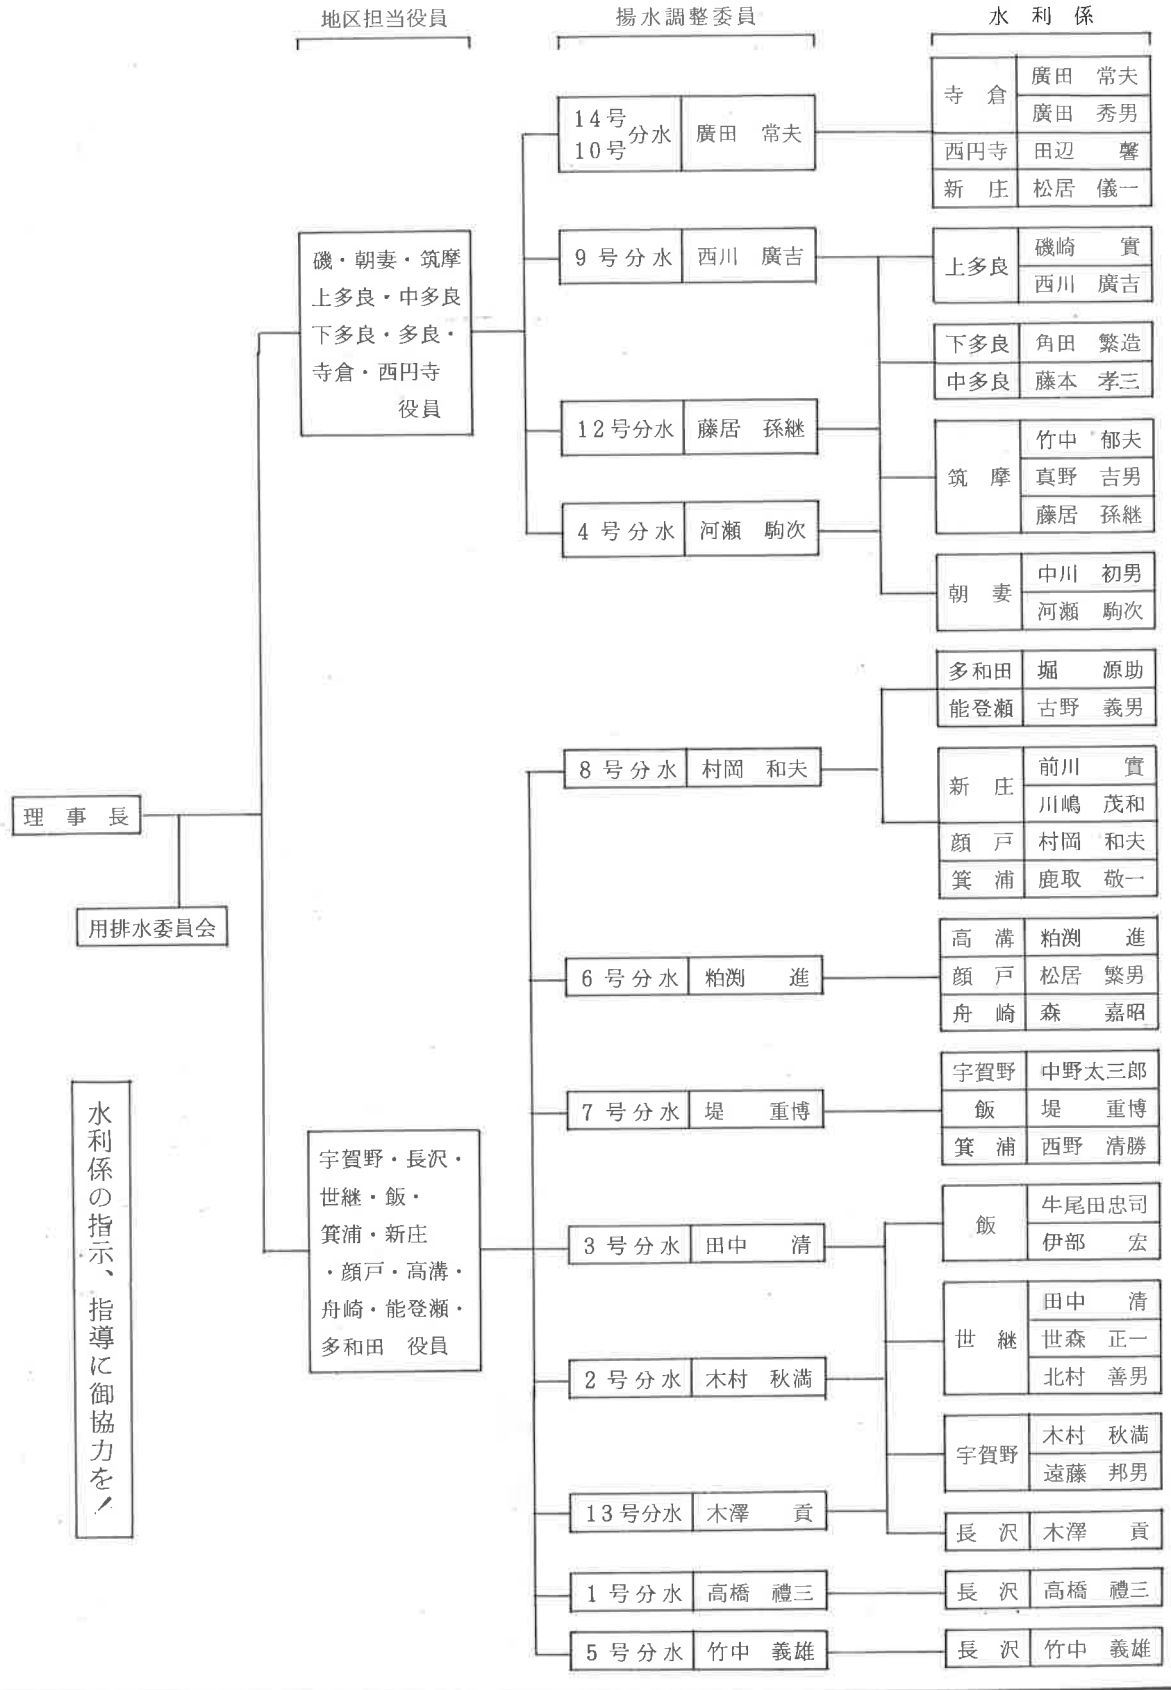 地区担当役員
揚水調整委員
水利係
理事長
用排水委員会
水利係の指示、指導に御協力を！
磯・朝妻・筑摩
上多良・中多良
下多良・多良・
寺倉・西円寺
役員
14号
10号
分水 廣田 常夫
寺倉 廣田 常夫
廣田 秀男
西円寺 田辺 馨
新庄 松居 儀一
9号分水 西川 廣吉
12号分水 藤居 孫継
4号分水 河瀬 駒次
上多良 磯崎 實
西川 廣吉
下多良 角田 繁造
中多良 藤本 孝三
筑摩 竹中 郁夫
真野 吉男
藤居 孫継
朝妻 中川 初男
河瀬 駒次
宇賀野・長沢・
世継・飯・
箕浦・新庄
・顔戸・高溝・
舟崎・能登瀬・
多和田 役員
8号分水 村岡 和夫
多和田 堀 源助
能登瀬 古野 義男
新庄 前川 實
川嶋 茂和
顔戸 村岡 和夫
箕浦 鹿取 敬一
6号分水 粕渕 進
高溝 粕渕 進
顔戸 松居 繁男
舟崎 森 嘉昭
7号分水 堤 重博
宇賀野 中野太三郎
飯 堤 重博
箕浦 西野 清勝
3号分水 田中 清
2号分水 木村 秋満
13号分水 木澤 貢
飯 牛尾田忠司
伊部 宏
世継 田中 清
世森 正一
北村 善男
宇賀野 木村 秋満
遠藤 邦男
長沢 木澤 貢
1号分水 高橋 禮三
長沢 高橋 禮三
5号分水 竹中 義雄
長沢 竹中 義雄